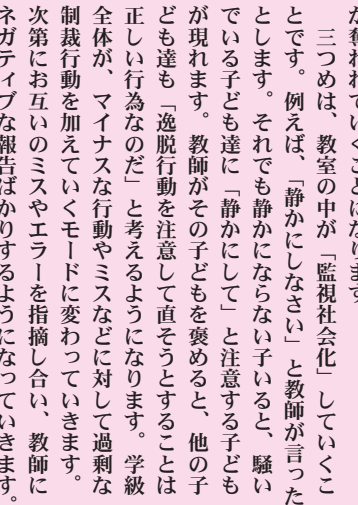 が奪われていくことになります
三つめは、教室の中が「監視社会化」していくこ
とです。例えば、「静かにしなさい」と教師が言った
とします。それでも静かにならない子いると、騒い
でいる子ども達に「静かにして」と注意する子ども
が現れます。教師がその子どもを褒めると、他の子
ども達も「逸脱行動を注意して直そうとすることは
正しい行為なのだ」と考えるようになります。学級
全体が、マイナスな行動やミスなどに対して過剰な
制裁行動を加えていくモードに変わっていきます。
次第にお互いのミスやエラーを指摘し合い、教師に
ネガティブな報告ばかりするようになっていきます。